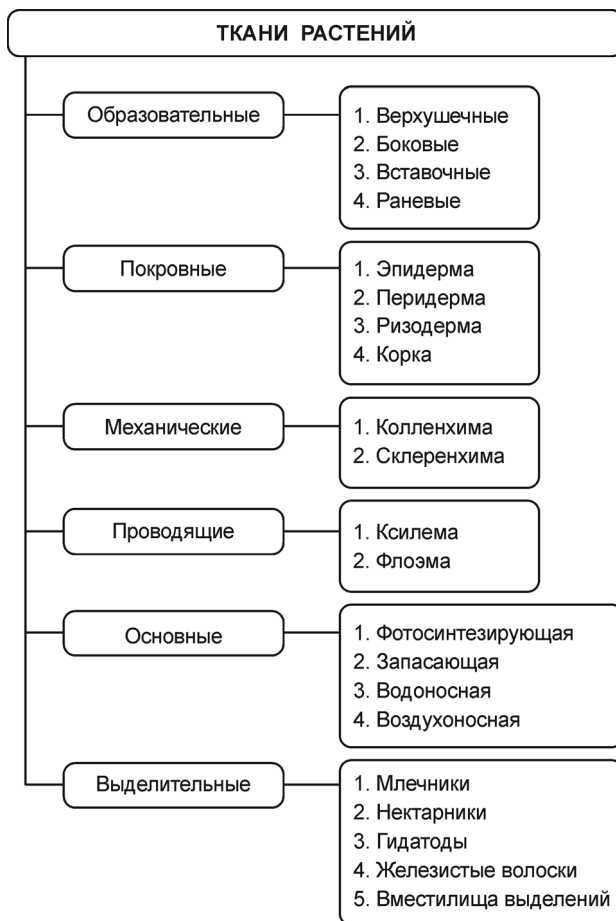 ТКАНИ РАСТЕНИЙ
Образовательные
1. Верхушечные
2. Боковые
3. Вставочные
4. Раневые
Покровные
1. Эпидерма
2. Перидерма
3. Ризодерма
4. Корка
Механические
1. Колленхима
2. Склеренхима
Проводящие
1. Ксилема
2. Флоэма
Основные
1. Фотосинтезирующая
2. Запасающая
3. Водоносная
4. Воздухоносная
Выделительные
1. Млечники
2. Нектарники
3. Гидатоды
4. Железистые волоски
5. Вместилища выделений